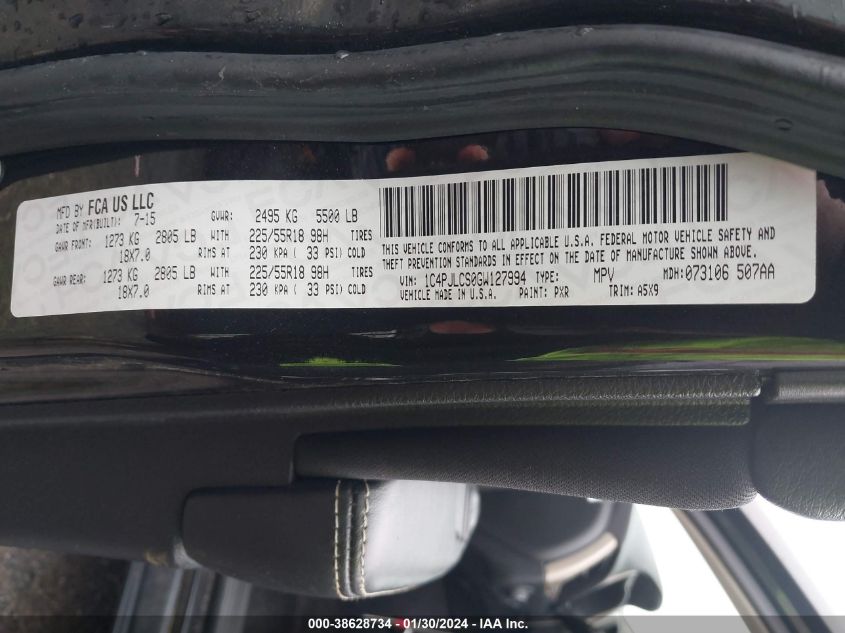 MFD BY FCA US LLC
DATE OF MFR(BUILT): 7-15 GVWR: 2495 KG 5500 LB
GAWR FRONT: 1273 KG 2805 LB WITH 225/55R18 98H TIRES
18X7.0 RIMS AT 230 KPA ( 33 PSI) COLD
GAWR REAR: 1273 KG 2805 LB WITH 225/55R18 98H TIRES
18X7.0 RIMS AT 230 KPA ( 33 PSI) COLD
THIS VEHICLE CONFORMS TO ALL APPLICABLE U.S.A. FEDERAL MOTOR VEHICLE SAFETY AND
THEFT PREVENTION STANDARDS IN EFFECT ON THE DATE OF MANUFACTURE SHOWN ABOVE.
VIN: 1C4PJLCS0GW127994 TYPE: MPV MDH: 073106 507AA
VEHICLE MADE IN U.S.A. PAINT: PXR TRIM: A5X9
000-38628734 - 01/30/2024 - IAA Inc.